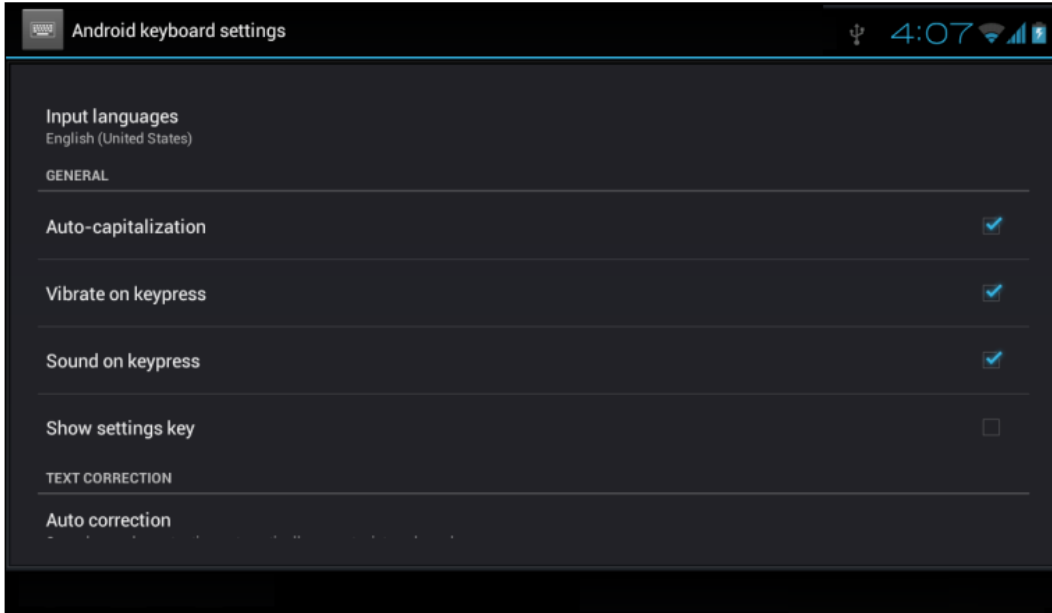 Android keyboard settings
4:07
Input languages
English (United States)
GENERAL
Auto-capitalization
Vibrate on keypress
Sound on keypress
Show settings key
TEXT CORRECTION
Auto correction